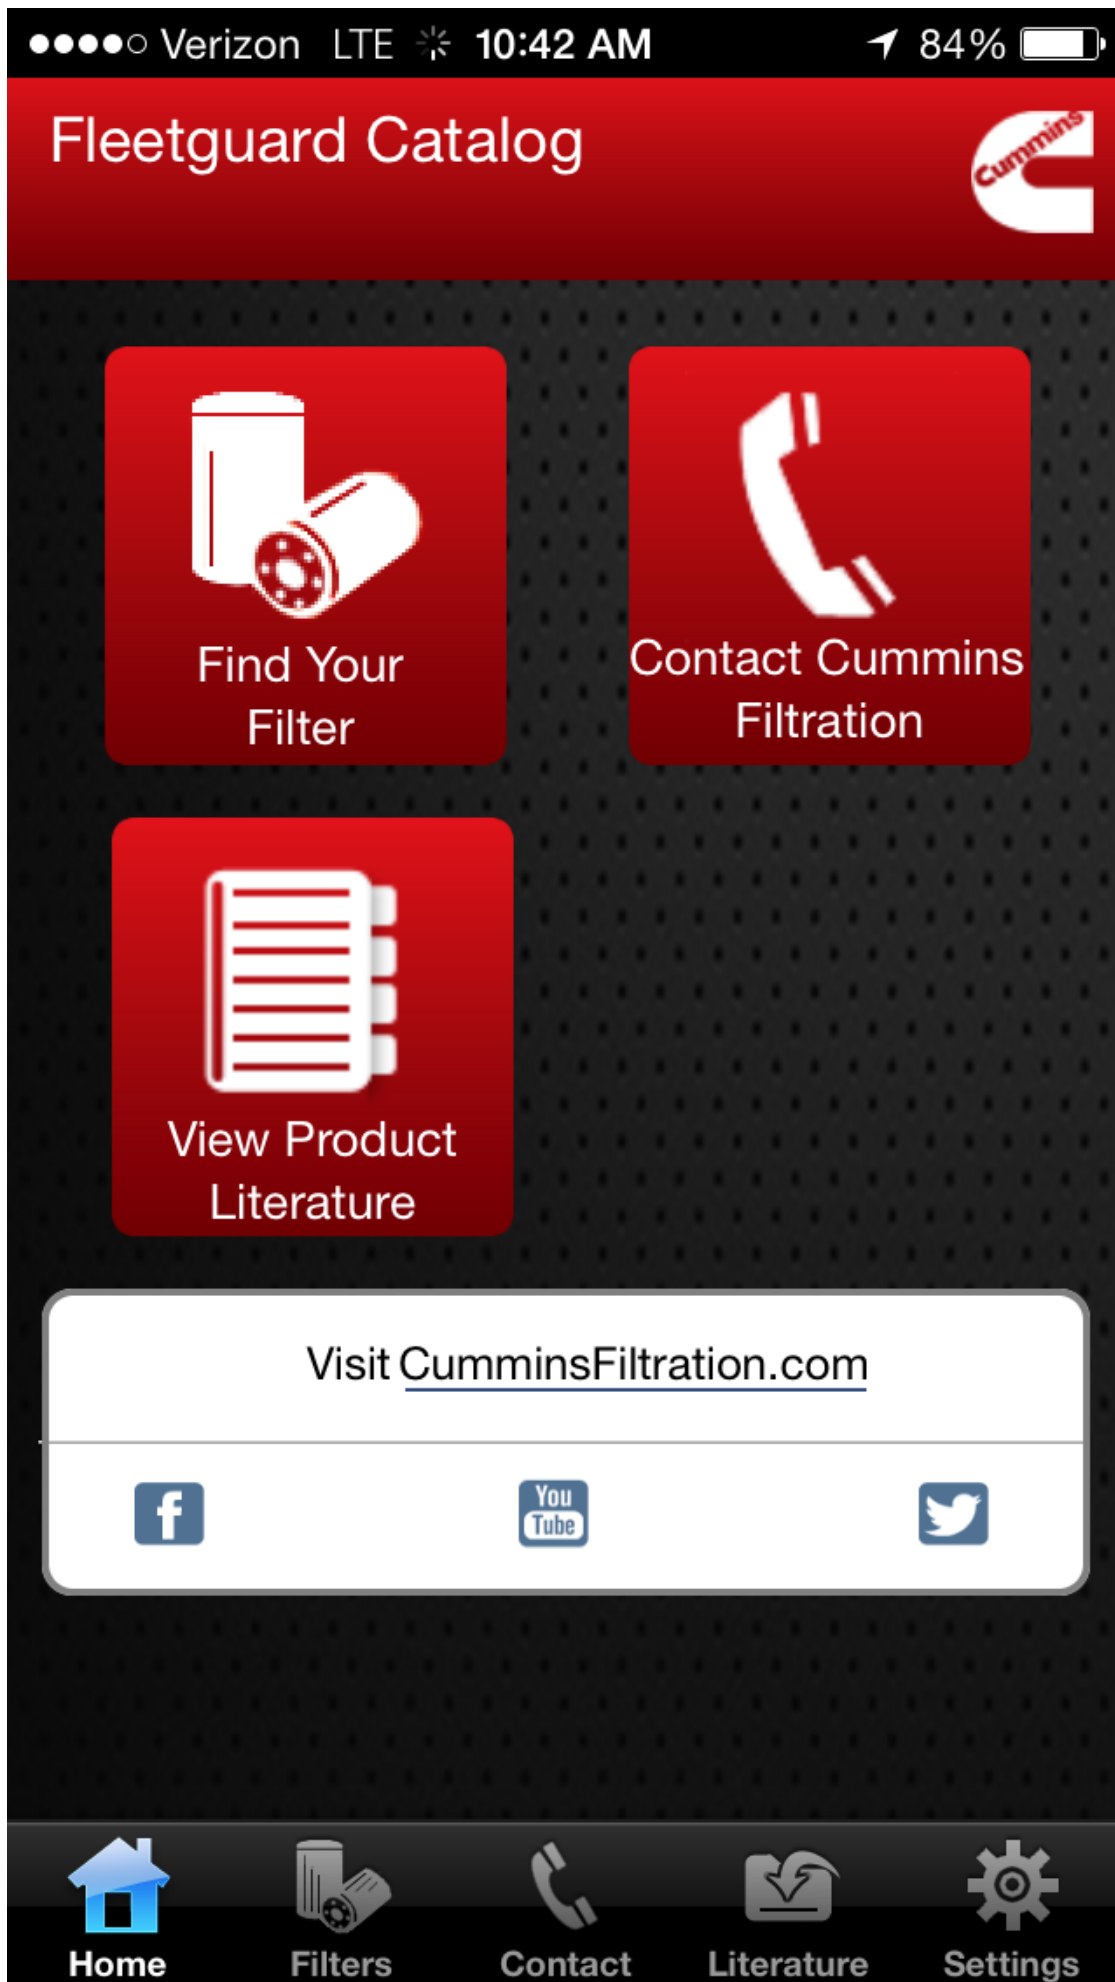 Verizon LTE 10:42 AM 84%
Fleetguard Catalog
Cummins
Find Your
Filter
Contact Cummins
Filtration
View Product
Literature
Visit CumminsFiltration.com
f
You
Tube
Home Filters Contact Literature Settings